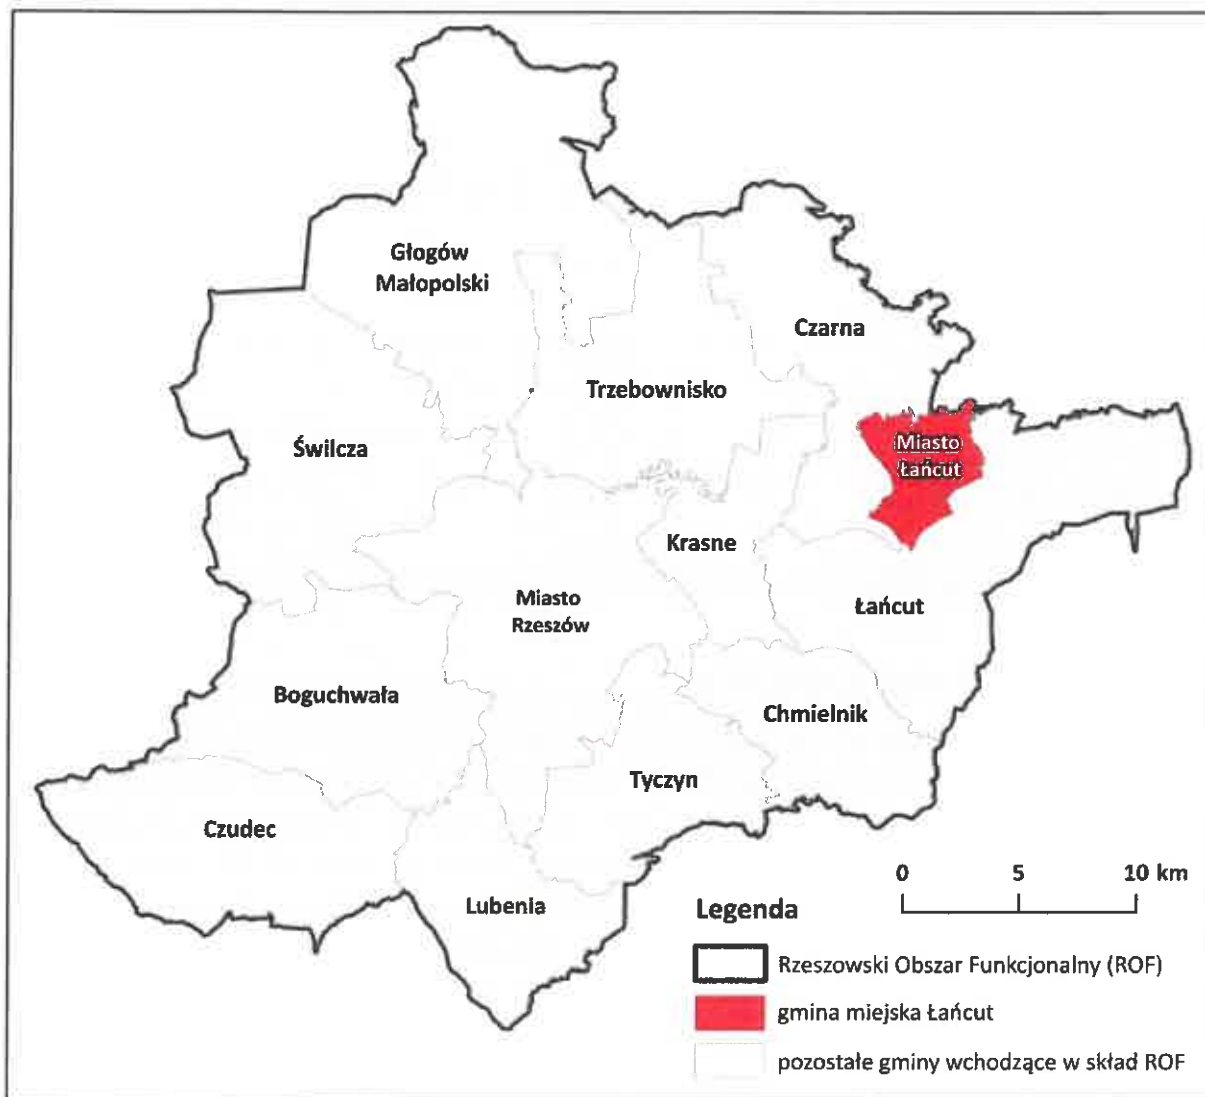 Głogów
Małopolski
Czarna
Trzebownisko
Miasto
Łańcut
Świlcza
Krasne
Miasto
Rzeszów
Łańcut
Boguchwała
Chmielnik
Tyczyn
Czudec
Lubenia
0 5 10 km
Legenda
Rzeszowski Obszar Funkcjonalny (ROF)
gmina miejska Łańcut
pozostałe gminy wchodzące w skład ROF